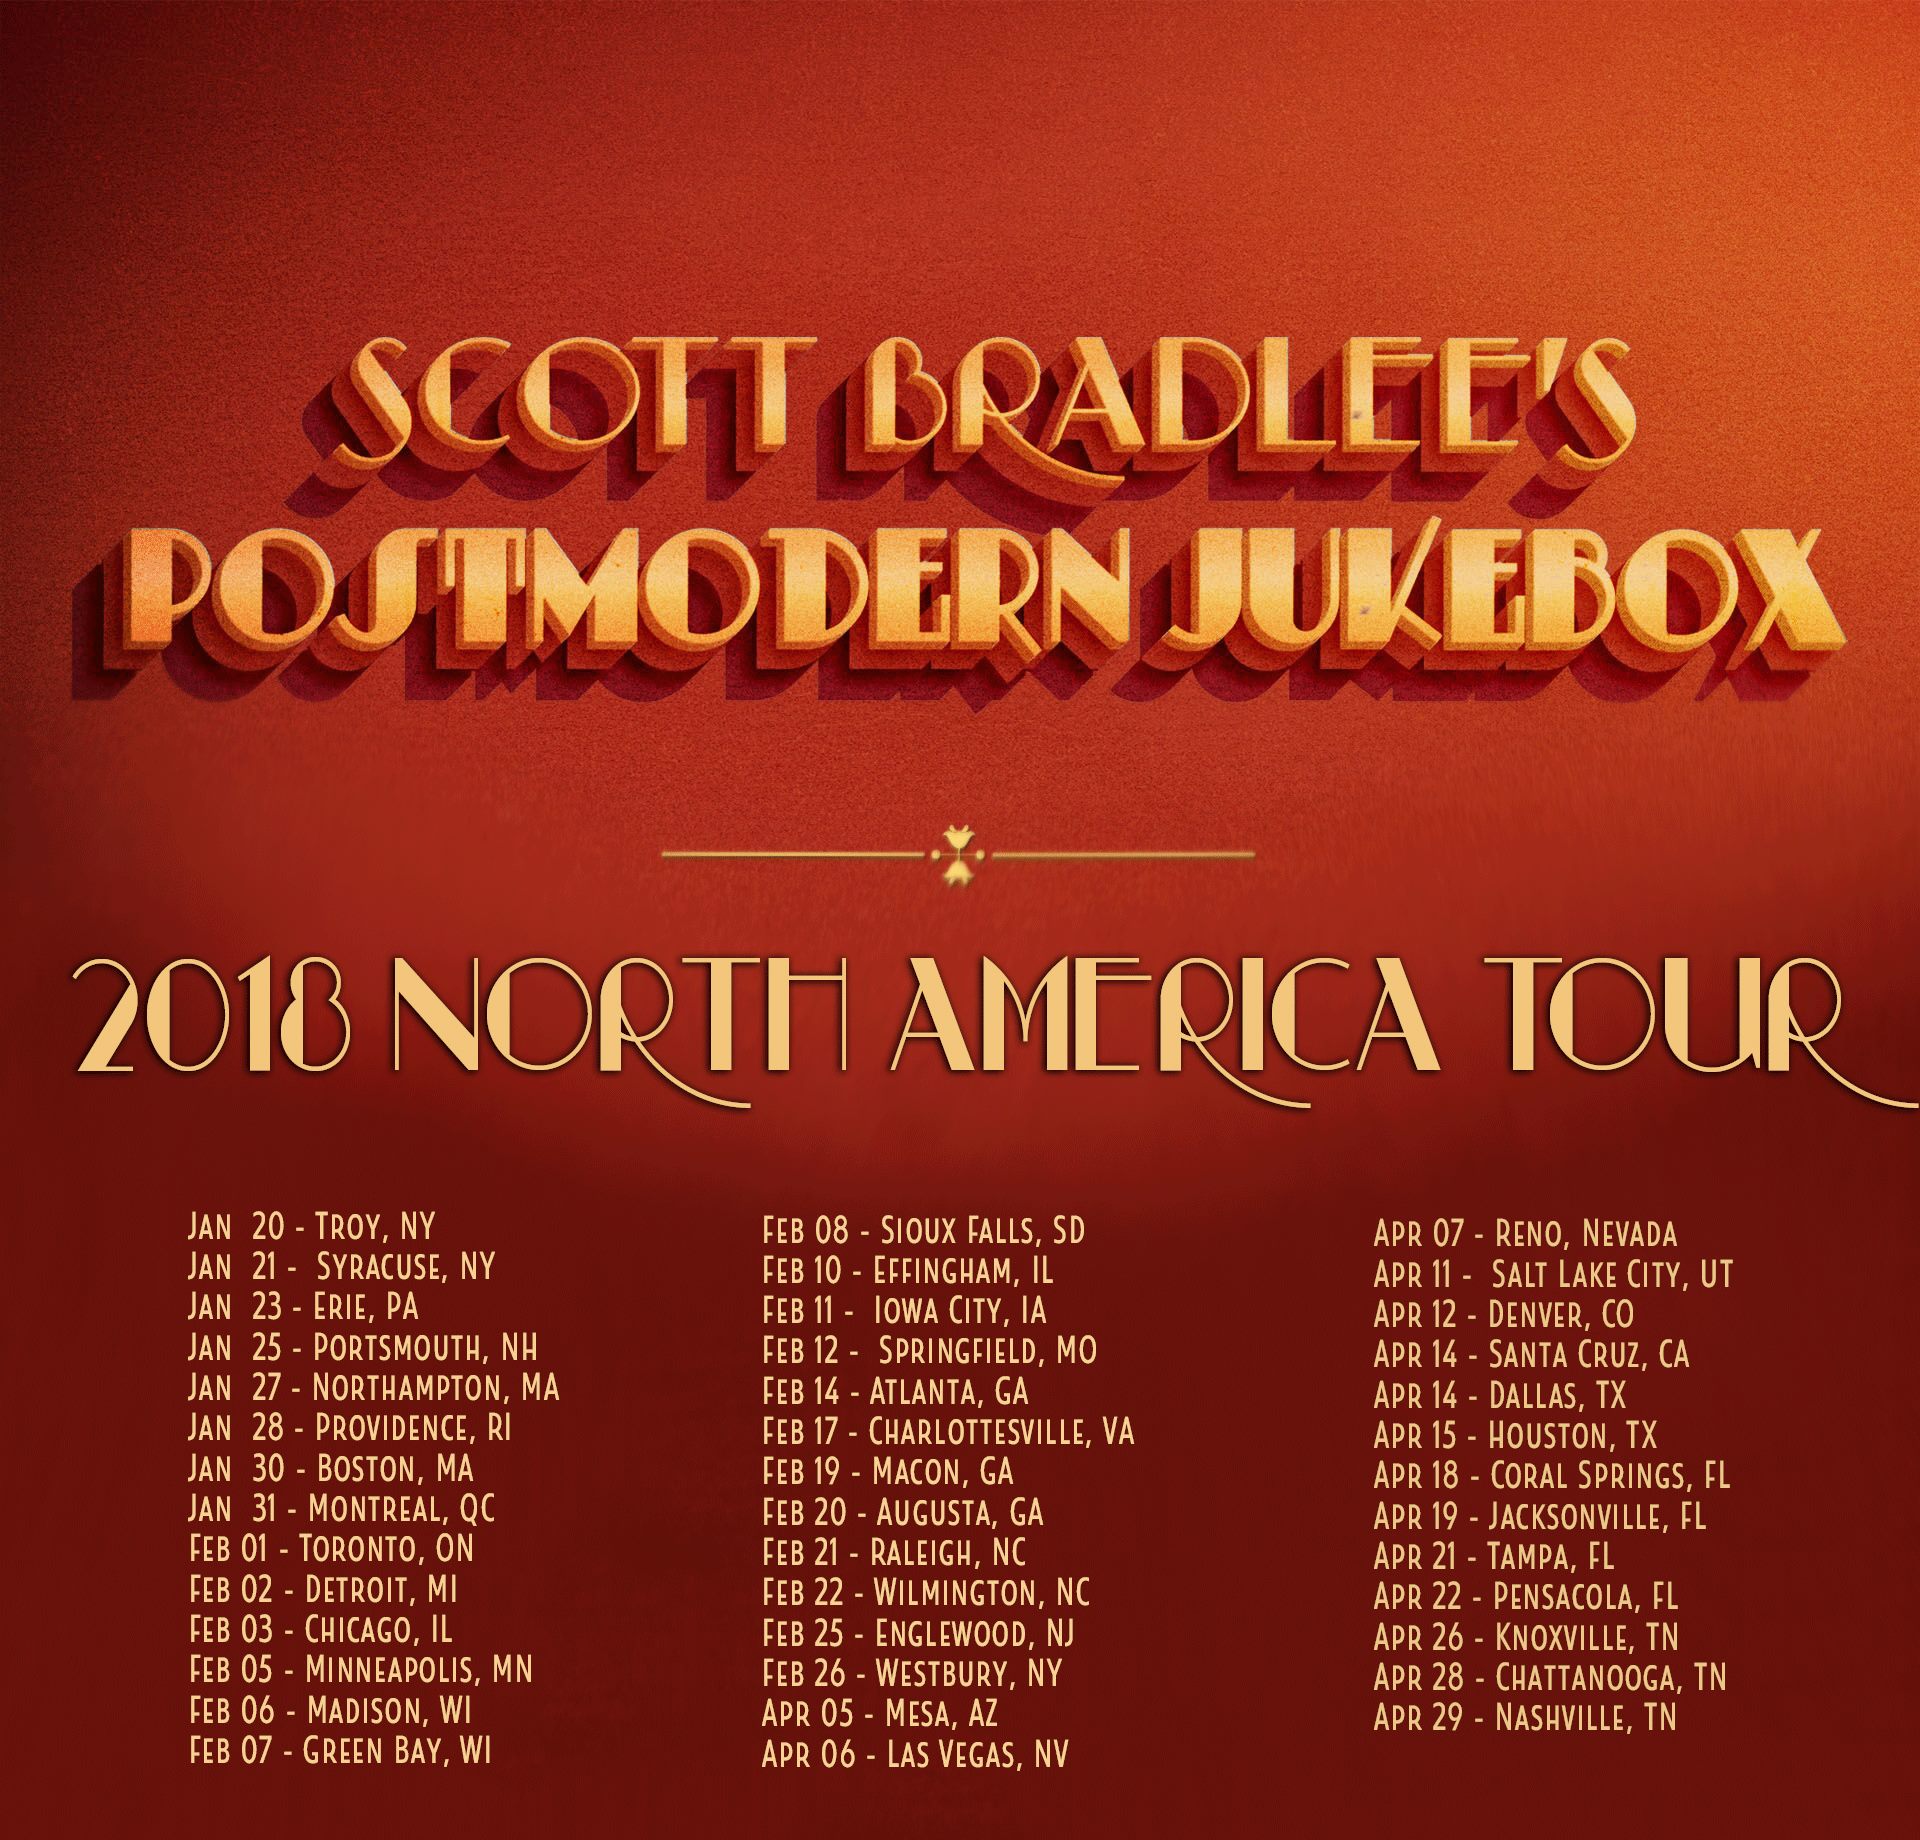 SCOTT BRADLEE'S
POSTMODERN JUKEBOX
2018 NORTH AMERICA TOUR
JAN 20 - TROY, NY
JAN 21 - SYRACUSE, NY
JAN 23 - ERIE, PA
JAN 25 - PORTSMOUTH, NH
JAN 27 - NORTHAMPTON, MA
JAN 28 - PROVIDENCE, RI
JAN 30 - BOSTON, MA
JAN 31 - MONTREAL, QC
FEB 01 - TORONTO, ON
FEB 02 - DETROIT, MI
FEB 03 - CHICAGO, IL
FEB 05 - MINNEAPOLIS, MN
FEB 06 - MADISON, WI
FEB 07 - GREEN BAY, WI
FEB 08 - SIOUX FALLS, SD
FEB 10 - EFFINGHAM, IL
FEB 11 - IOWA CITY, IA
FEB 12 - SPRINGFIELD, MO
FEB 14 - ATLANTA, GA
FEB 17 - CHARLOTTESVILLE, VA
FEB 19 - MACON, GA
FEB 20 - AUGUSTA, GA
FEB 21 - RALEIGH, NC
FEB 22 - WILMINGTON, NC
FEB 25 - ENGLEWOOD, NJ
FEB 26 - WESTBURY, NY
APR 05 - MESA, AZ
APR 06 - LAS VEGAS, NV
APR 07 - RENO, NEVADA
APR 11 - SALT LAKE CITY, UT
APR 12 - DENVER, CO
APR 14 - SANTA CRUZ, CA
APR 14 - DALLAS, TX
APR 15 - HOUSTON, TX
APR 18 - CORAL SPRINGS, FL
APR 19 - JACKSONVILLE, FL
APR 21 - TAMPA, FL
APR 22 - PENSACOLA, FL
APR 26 - KNOXVILLE, TN
APR 28 - CHATTANOOGA, TN
APR 29 - NASHVILLE, TN